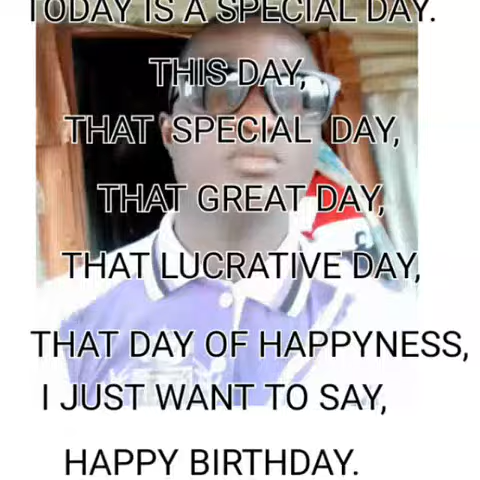 TODAY IS A SPECIAL DAY.
THIS DAY,
THAT SPECIAL DAY,
THAT GREAT DAY,
THAT LUCRATIVE DAY,
THAT DAY OF HAPPYNESS,
I JUST WANT TO SAY,
HAPPY BIRTHDAY.